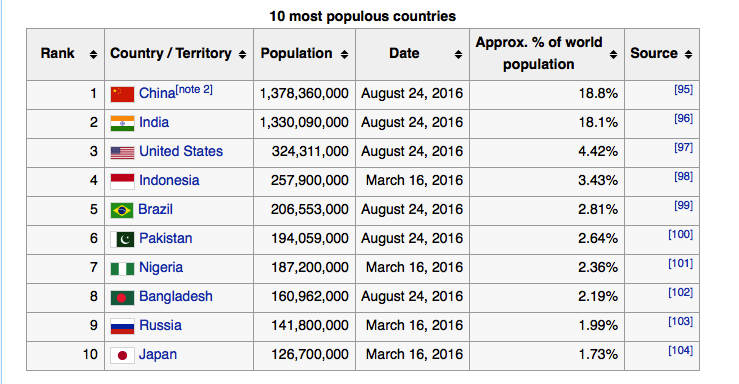 10 most populous countries
Rank Country / Territory Population Date Approx. % of world population Source
1 China[note 2] 1,378,360,000 August 24, 2016 18.8% [95]
2 India 1,330,090,000 August 24, 2016 18.1% [96]
3 United States 324,311,000 August 24, 2016 4.42% [97]
4 Indonesia 257,900,000 March 16, 2016 3.43% [98]
5 Brazil 206,553,000 August 24, 2016 2.81% [99]
6 Pakistan 194,059,000 August 24, 2016 2.64% [100]
7 Nigeria 187,200,000 March 16, 2016 2.36% [101]
8 Bangladesh 160,962,000 August 24, 2016 2.19% [102]
9 Russia 141,800,000 March 16, 2016 1.99% [103]
10 Japan 126,700,000 March 16, 2016 1.73% [104]